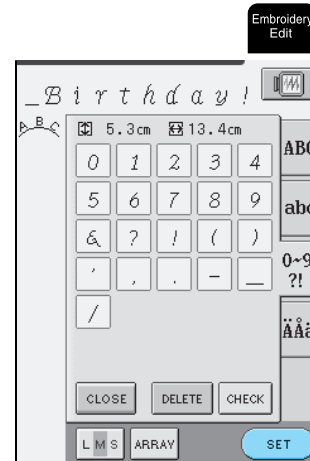 Embroidery
Edit
_Birthday!
A B C
5.3cm 13.4cm
0 1 2 3 4
5 6 7 8 9
& ? ! ( )
' , . - _
/
ABC
abc
0~9
?!
ÄÅä
CLOSE DELETE CHECK
L M S ARRAY SET